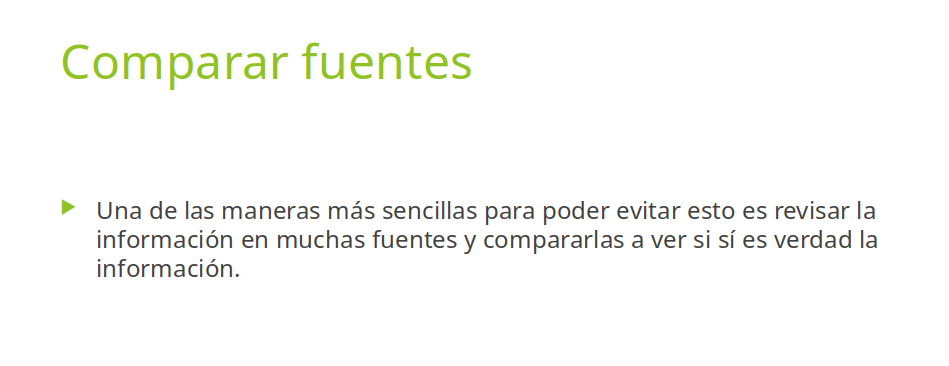 Comparar fuentes
Una de las maneras más sencillas para poder evitar esto es revisar la
información en muchas fuentes y compararlas a ver si sí es verdad la
información.